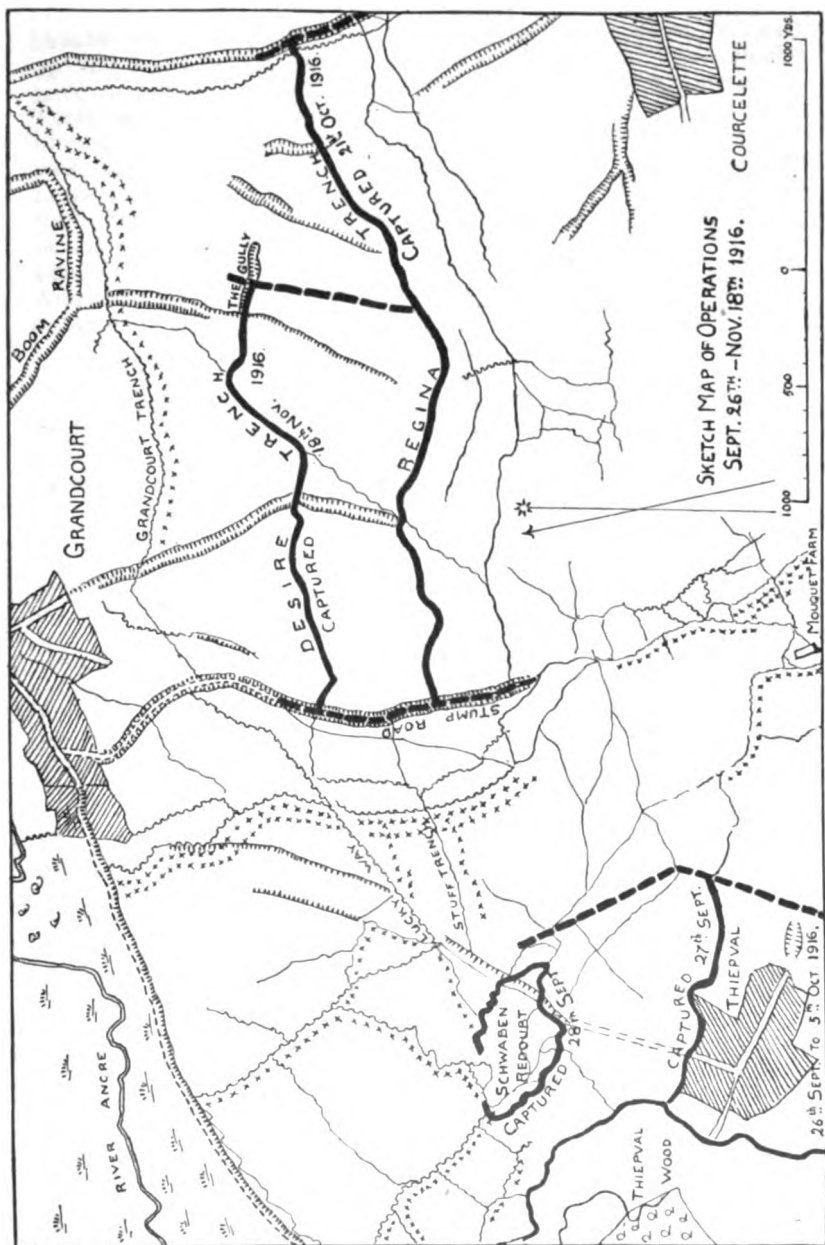 BOOM
RAVINE
GRANDCOURT
GRANDCOURT TRENCH
THE GULLY
DESIRE TRENCH
CAPTURED 18TH NOV. 1916.
REGINA TRENCH
CAPTURED 21st OCT. 1916.
COURCELETTE
SKETCH MAP OF OPERATIONS
SEPT. 26TH – NOV. 18TH 1916.
1000 500 0 1000 YDS.
STUMP ROAD
MOUQUET FARM
LUCKY WAY
STUFF TRENCH
RIVER ANCRE
SCHWABEN
REDOUBT
CAPTURED 28TH SEPT.
CAPTURED 27TH SEPT.
THIEPVAL
26TH SEPT. TO 5TH OCT 1916.
THIEPVAL
WOOD